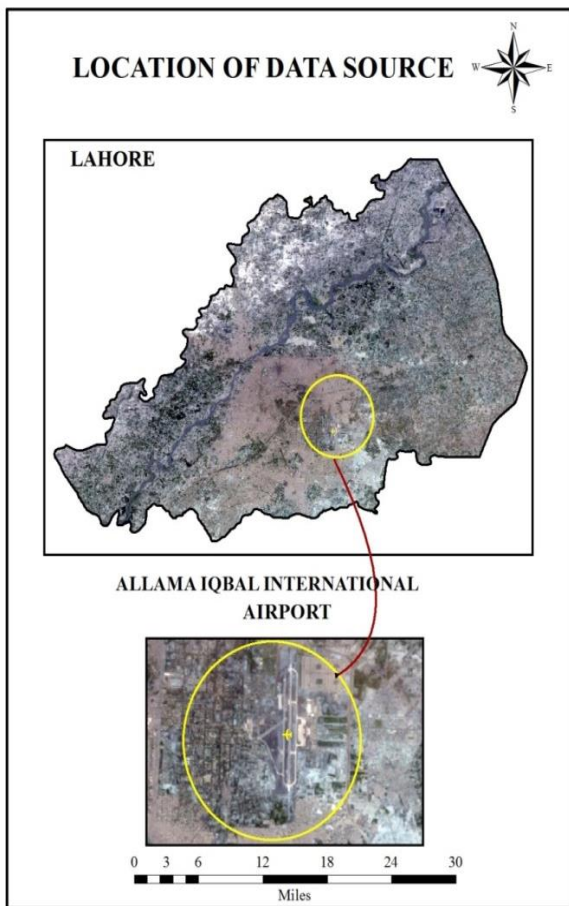 N
LOCATION OF DATA SOURCE
W E
S
LAHORE
ALLAMA IQBAL INTERNATIONAL
AIRPORT
0 3 6 12 18 24 30
Miles